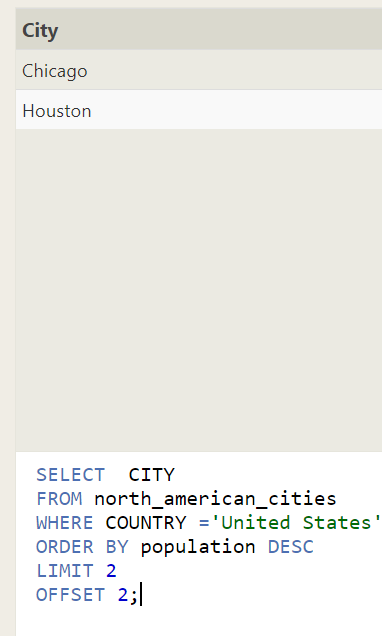 City
Chicago
Houston
SELECT  CITY
FROM north_american_cities
WHERE COUNTRY ='United States'
ORDER BY population DESC
LIMIT 2
OFFSET 2;